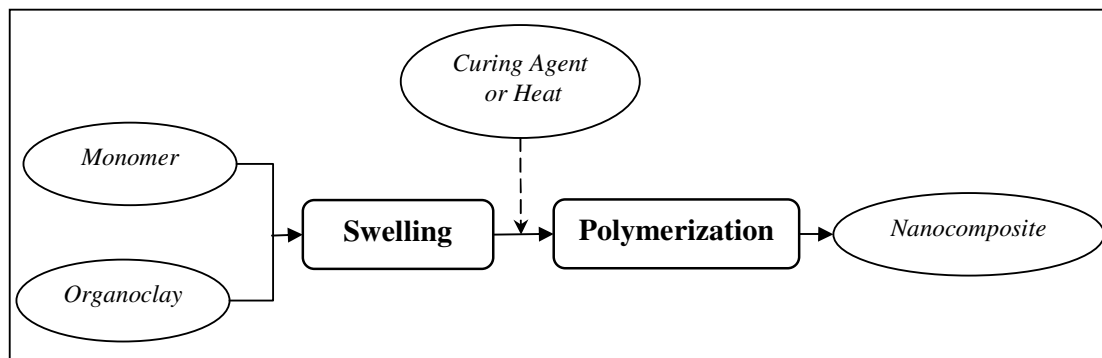 Curing Agent
or Heat
Monomer
Swelling
Polymerization
Nanocomposite
Organoclay